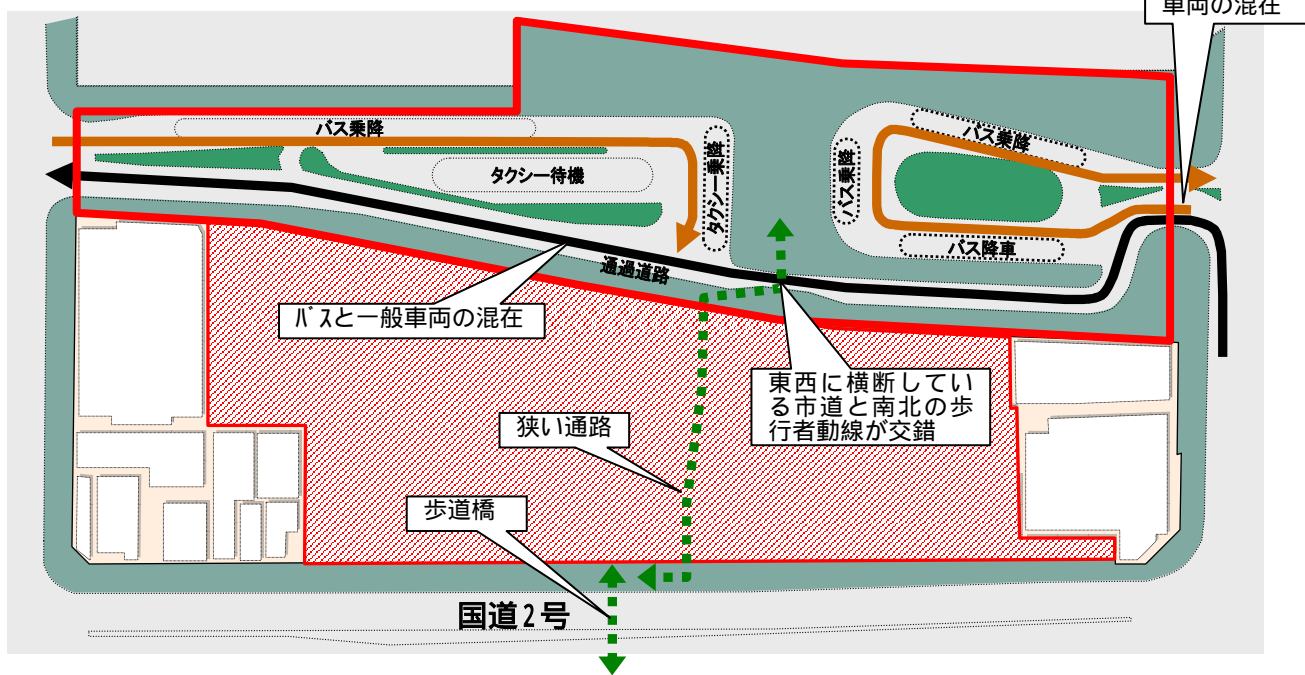 車両の混在
バス乗降
タクシー待機
タクシー乗降
バス乗降
バス乗降
バス降車
通過道路
バスと一般車両の混在
東西に横断してい
る市道と南北の歩
行者動線が交錯
狭い通路
歩道橋
国道2号